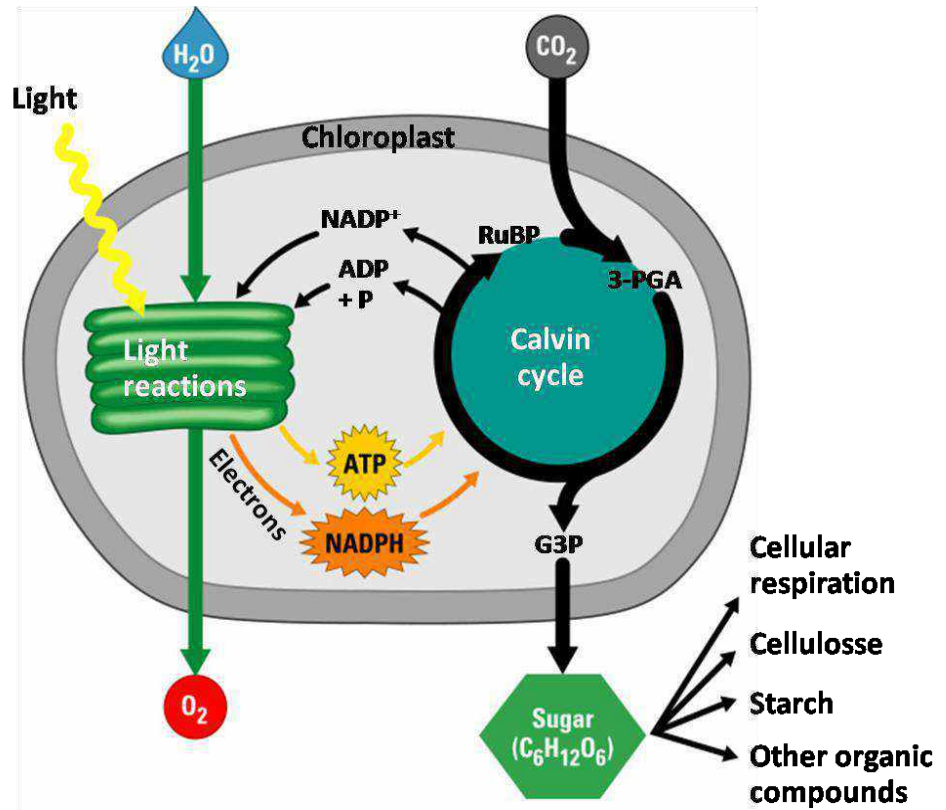 H₂O
CO₂
Light
Chloroplast
NADP⁺
RuBP
ADP
+ P
3-PGA
Light
reactions
Calvin
cycle
ATP
Electrons
NADPH
G3P
Cellular
respiration
Cellulosse
Starch
Other organic
compounds
O₂
Sugar
(C₆H₁₂O₆)